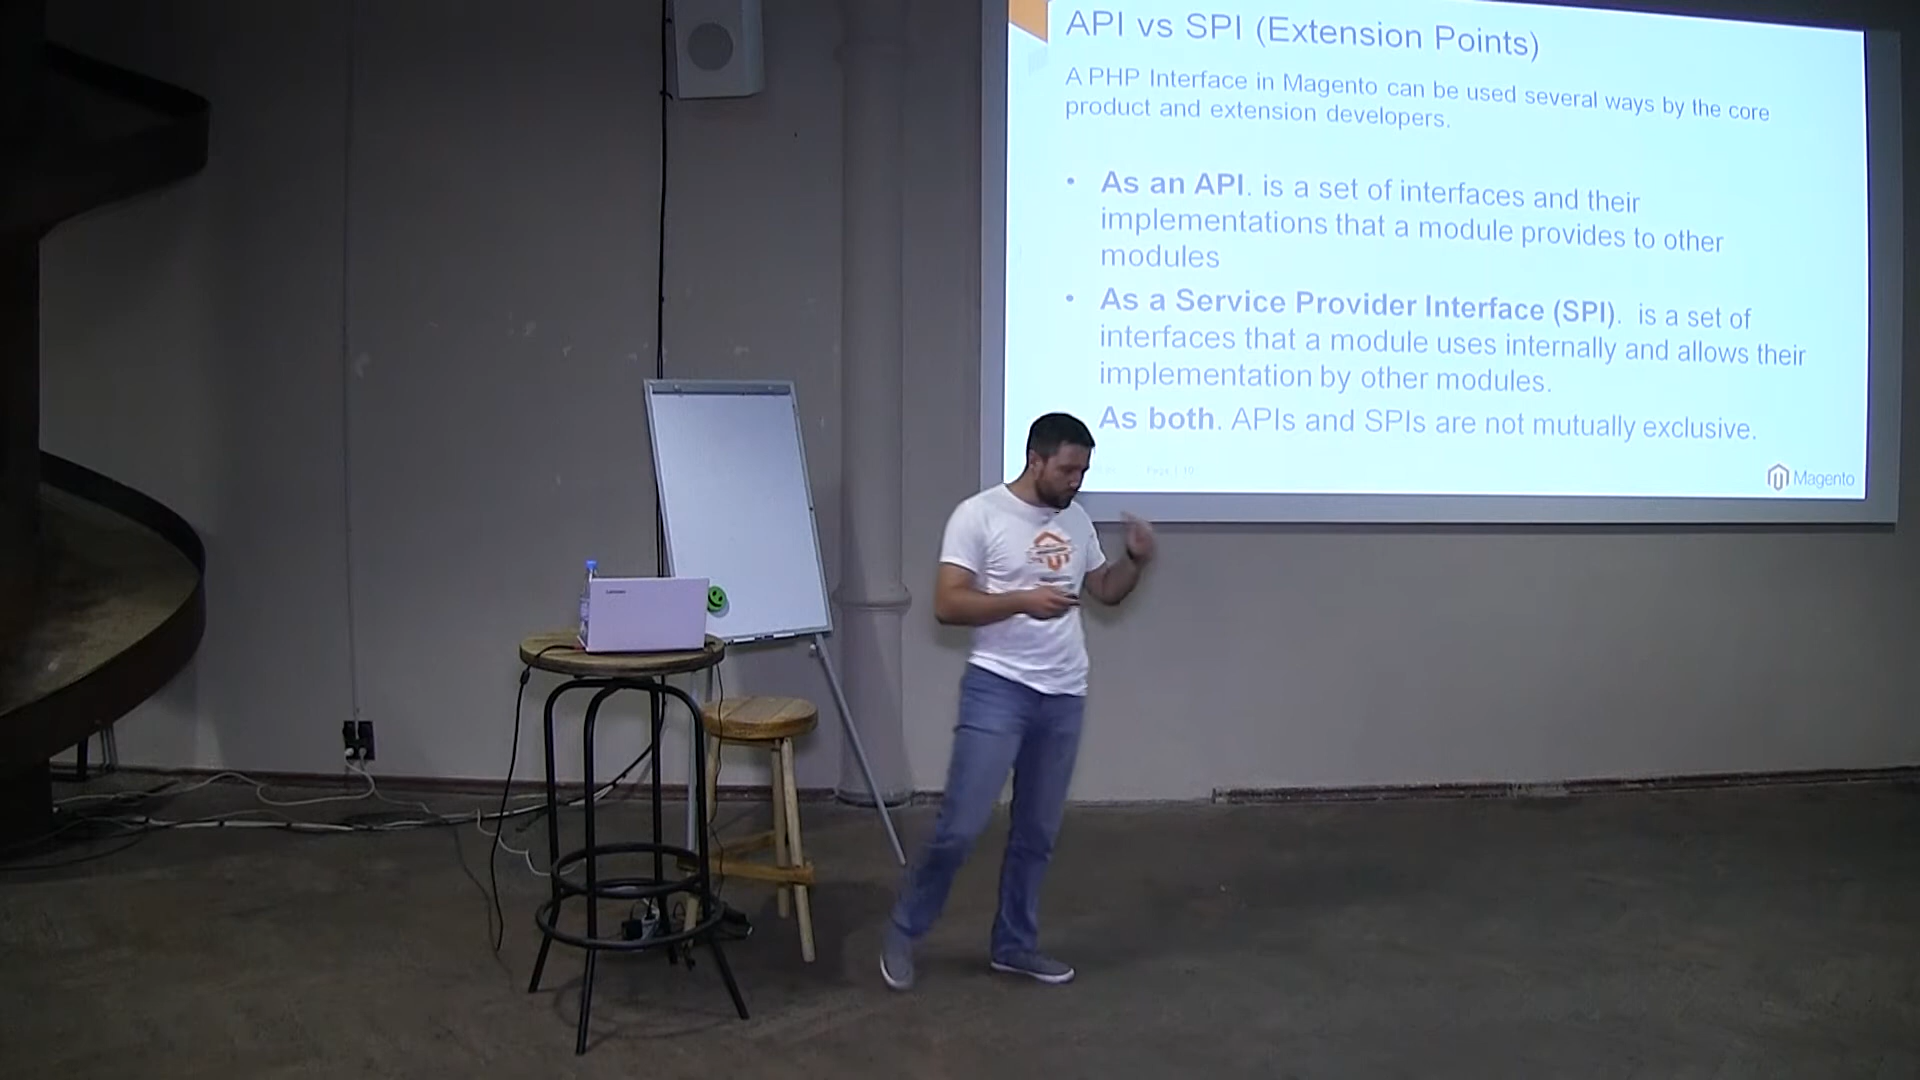 API vs SPI (Extension Points)
A PHP Interface in Magento can be used several ways by the core
product and extension developers.
• As an API. is a set of interfaces and their
implementations that a module provides to other
modules
• As a Service Provider Interface (SPI). is a set of
interfaces that a module uses internally and allows their
implementation by other modules.
As both. APIs and SPIs are not mutually exclusive.
Page | 10
Magento
Lenovo